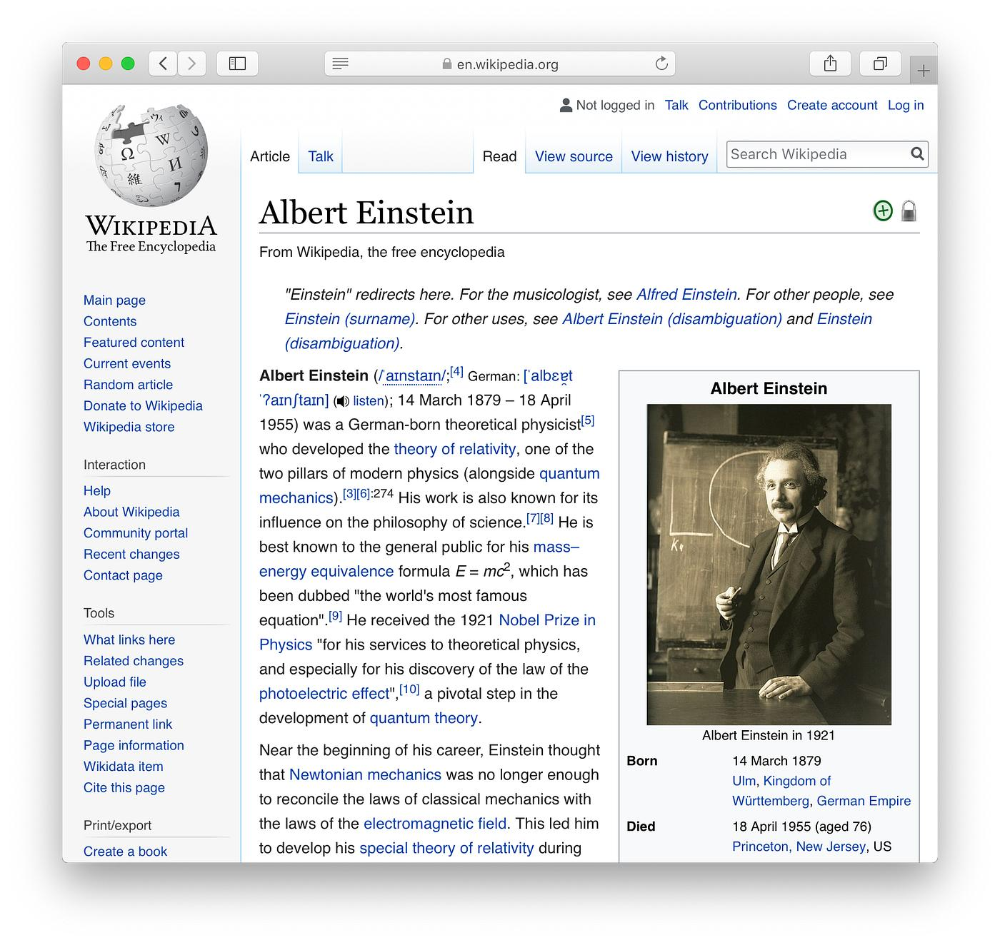 en.wikipedia.org
Not logged in Talk Contributions Create account Log in
Article Talk Read View source View history Search Wikipedia
Ω W И 維 7
WIKIPEDIA
The Free Encyclopedia
Main page
Contents
Featured content
Current events
Random article
Donate to Wikipedia
Wikipedia store
Interaction
Help
About Wikipedia
Community portal
Recent changes
Contact page
Tools
What links here
Related changes
Upload file
Special pages
Permanent link
Page information
Wikidata item
Cite this page
Print/export
Create a book
Albert Einstein
From Wikipedia, the free encyclopedia
"Einstein" redirects here. For the musicologist, see Alfred Einstein. For other people, see
Einstein (surname). For other uses, see Albert Einstein (disambiguation) and Einstein
(disambiguation).
Albert Einstein (/ˈaɪnstaɪn/;[4] German: [ˈalbɛɐ̯t
ˈʔaɪnʃtaɪn] (listen); 14 March 1879 – 18 April
1955) was a German-born theoretical physicist[5]
who developed the theory of relativity, one of the
two pillars of modern physics (alongside quantum
mechanics).[3][6]:274 His work is also known for its
influence on the philosophy of science.[7][8] He is
best known to the general public for his mass–
energy equivalence formula E = mc², which has
been dubbed "the world's most famous
equation".[9] He received the 1921 Nobel Prize in
Physics "for his services to theoretical physics,
and especially for his discovery of the law of the
photoelectric effect",[10] a pivotal step in the
development of quantum theory.
Near the beginning of his career, Einstein thought
that Newtonian mechanics was no longer enough
to reconcile the laws of classical mechanics with
the laws of the electromagnetic field. This led him
to develop his special theory of relativity during
Albert Einstein
Albert Einstein in 1921
Born 14 March 1879
Ulm, Kingdom of
Württemberg, German Empire
Died 18 April 1955 (aged 76)
Princeton, New Jersey, US